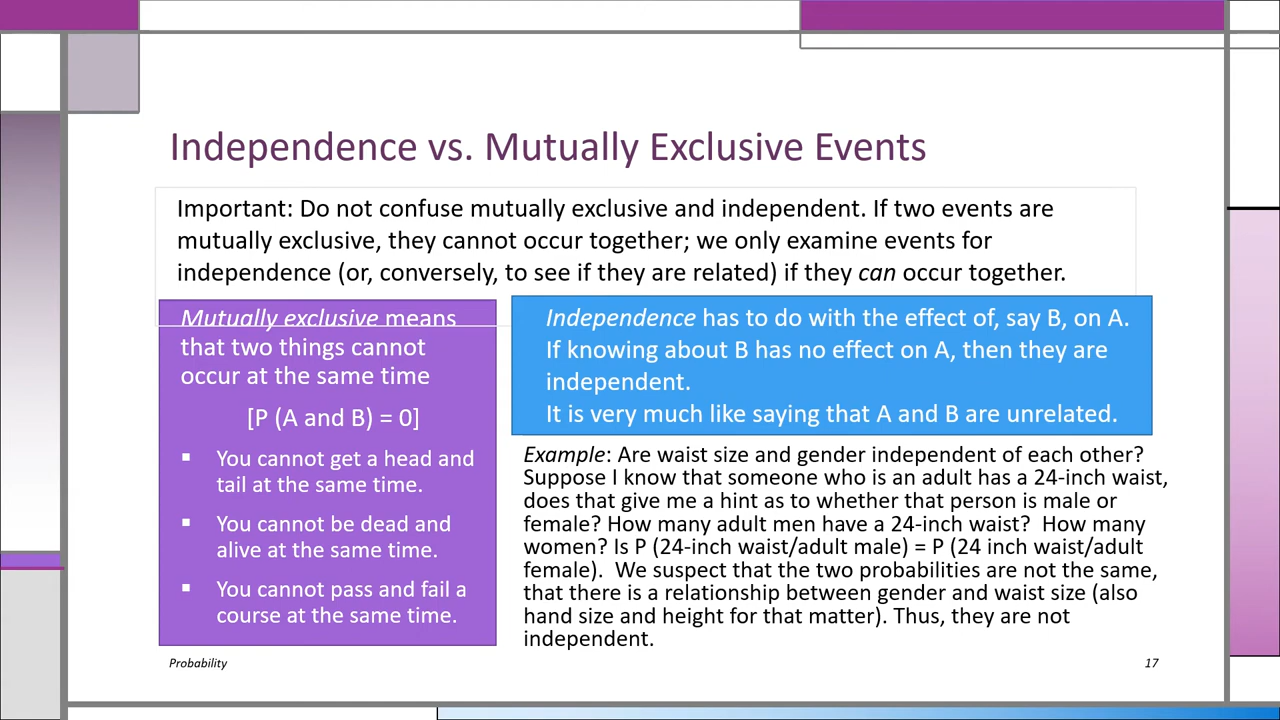 Independence vs. Mutually Exclusive Events
Important: Do not confuse mutually exclusive and independent. If two events are
mutually exclusive, they cannot occur together; we only examine events for
independence (or, conversely, to see if they are related) if they can occur together.
Mutually exclusive means
that two things cannot
occur at the same time
[P (A and B) = 0]
▪ You cannot get a head and
tail at the same time.
▪ You cannot be dead and
alive at the same time.
▪ You cannot pass and fail a
course at the same time.
Independence has to do with the effect of, say B, on A.
If knowing about B has no effect on A, then they are
independent.
It is very much like saying that A and B are unrelated.
Example: Are waist size and gender independent of each other?
Suppose I know that someone who is an adult has a 24-inch waist,
does that give me a hint as to whether that person is male or
female? How many adult men have a 24-inch waist?  How many
women? Is P (24-inch waist/adult male) = P (24 inch waist/adult
female).  We suspect that the two probabilities are not the same,
that there is a relationship between gender and waist size (also
hand size and height for that matter). Thus, they are not
independent.
Probability
17